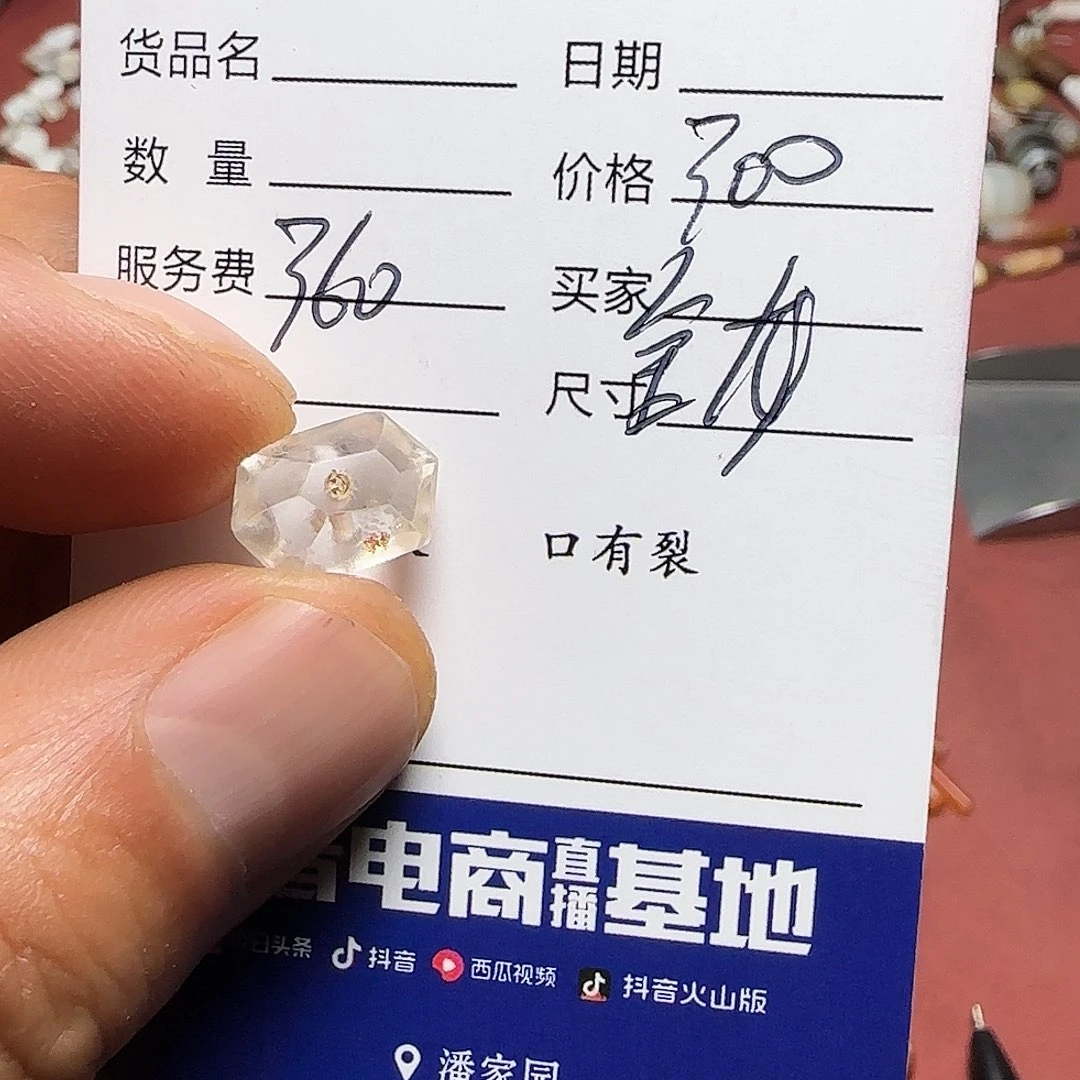 货品名 日期
数量 价格 300
服务费 360 买家
尺寸
口有裂
电商直播基地
日头条 抖音 西瓜视频 抖音火山版
潘家园